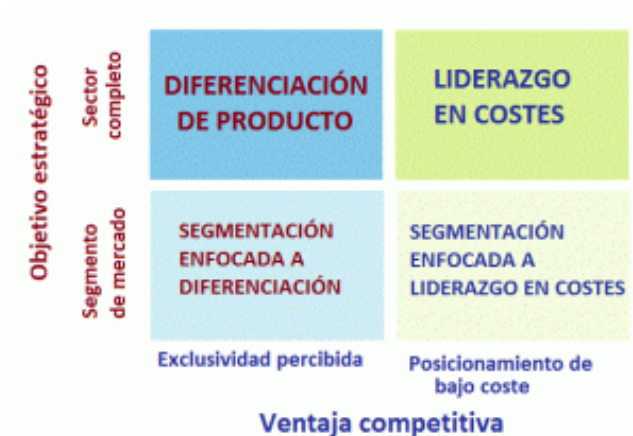 Objetivo estratégico
Sector
completo
DIFERENCIACIÓN
DE PRODUCTO
LIDERAZGO
EN COSTES
Segmento
de mercado
SEGMENTACIÓN
ENFOCADA A
DIFERENCIACIÓN
SEGMENTACIÓN
ENFOCADA A
LIDERAZGO EN COSTES
Exclusividad percibida
Posicionamiento de
bajo coste
Ventaja competitiva